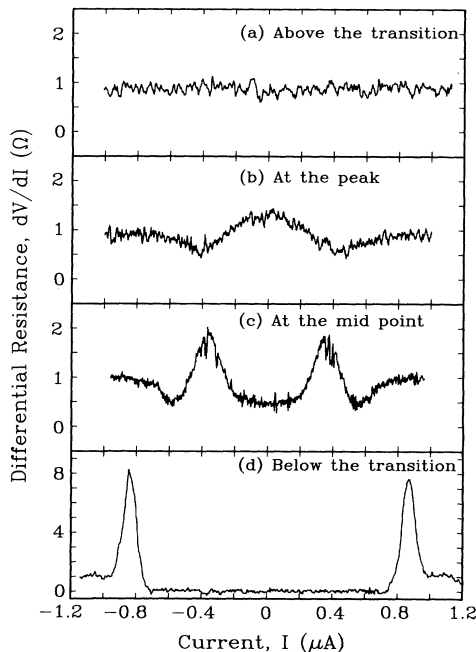 2
(a) Above the transition
1
0
2
(b) At the peak
1
0
2
(c) At the mid point
1
0
8
(d) Below the transition
4
0
−1.2 −0.8 −0.4 0 0.4 0.8 1.2
Current, I (μA)
Differential Resistance, dV/dI (Ω)